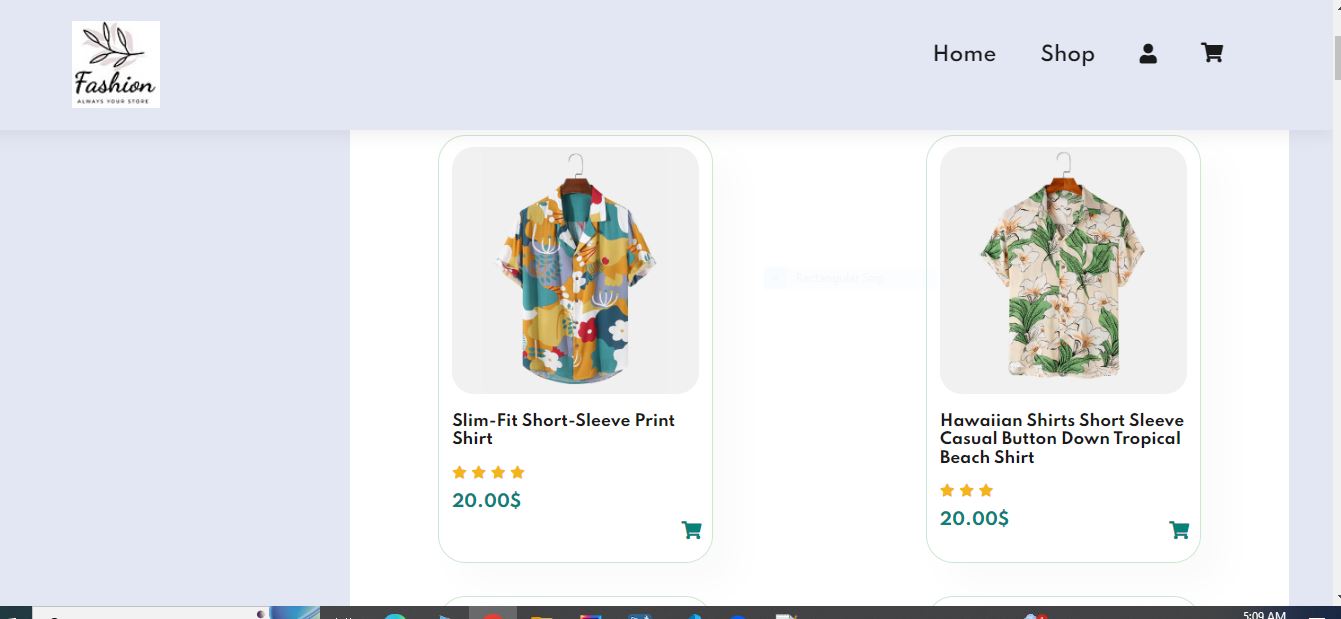 Fashion
ALWAYS YOUR STORE
Home
Shop
Rectangular Snip
Slim-Fit Short-Sleeve Print
Shirt
20.00$
Hawaiian Shirts Short Sleeve
Casual Button Down Tropical
Beach Shirt
20.00$
5:09 AM